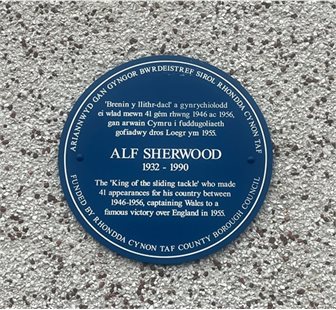 ARIANNWYD GAN GYNGOR BWRDEISTREF SIROL RHONDDA CYNON TAF
'Brenin y llithr-dacl' a gynrychiolodd
ei wlad mewn 41 gêm rhwng 1946 ac 1956,
gan arwain Cymru i fuddugoliaeth
gofiadwy dros Loegr ym 1955.
ALF SHERWOOD
1932 - 1990
The 'King of the sliding tackle' who made
41 appearances for his country between
1946-1956, captaining Wales to a
famous victory over England in 1955.
FUNDED BY RHONDDA CYNON TAF COUNTY BOROUGH COUNCIL